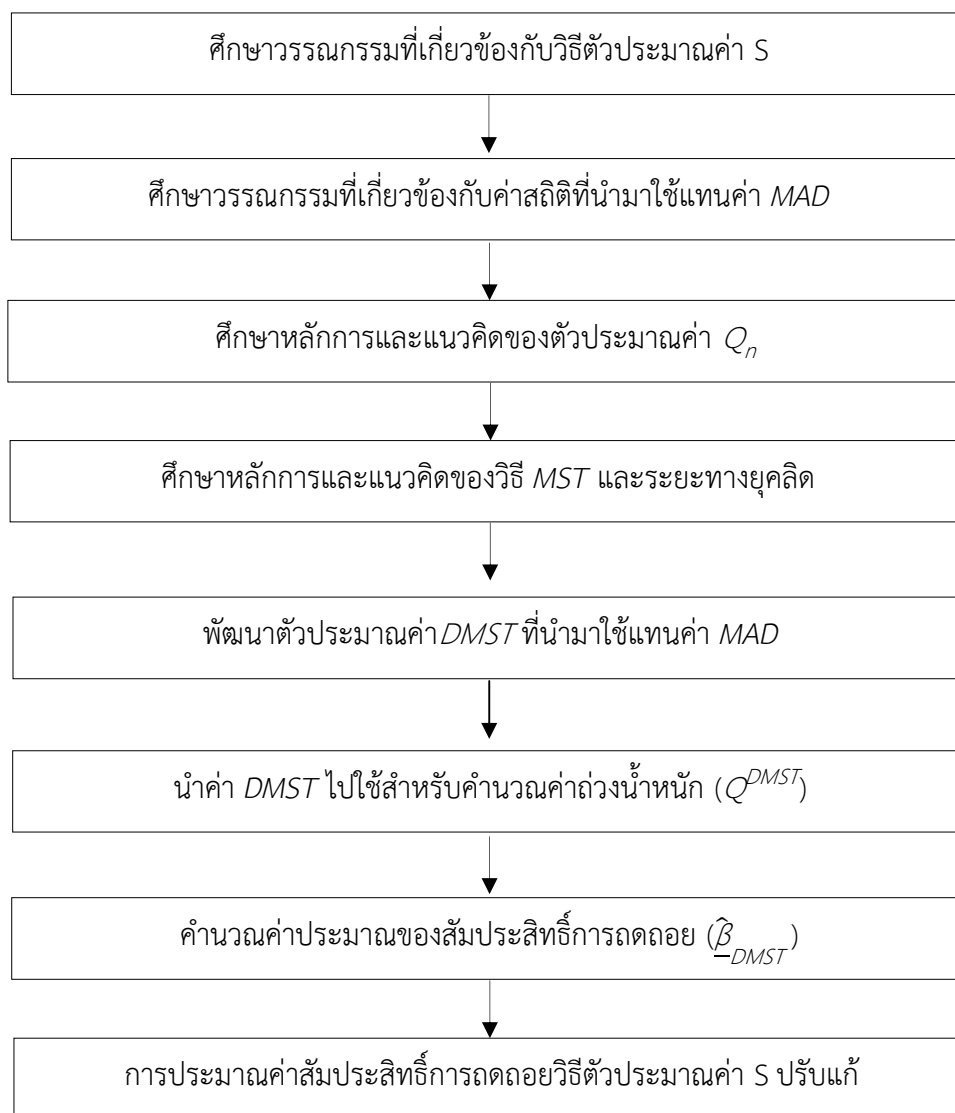 ศึกษาวรรณกรรมที่เกี่ยวข้องกับวิธีตัวประมาณค่า S
ศึกษาวรรณกรรมที่เกี่ยวข้องกับค่าสถิติที่นำมาใช้แทนค่า MAD
ศึกษาหลักการและแนวคิดของตัวประมาณค่า Qₙ
ศึกษาหลักการและแนวคิดของวิธี MST และระยะทางยุคลิด
พัฒนาตัวประมาณค่า DMST ที่นำมาใช้แทนค่า MAD
นำค่า DMST ไปใช้สำหรับคำนวณค่าถ่วงน้ำหนัก (Q^DMST)
คำนวณค่าประมาณของสัมประสิทธิ์การถดถอย (β̲̂_DMST)
การประมาณค่าสัมประสิทธิ์การถดถอยวิธีตัวประมาณค่า S ปรับแก้